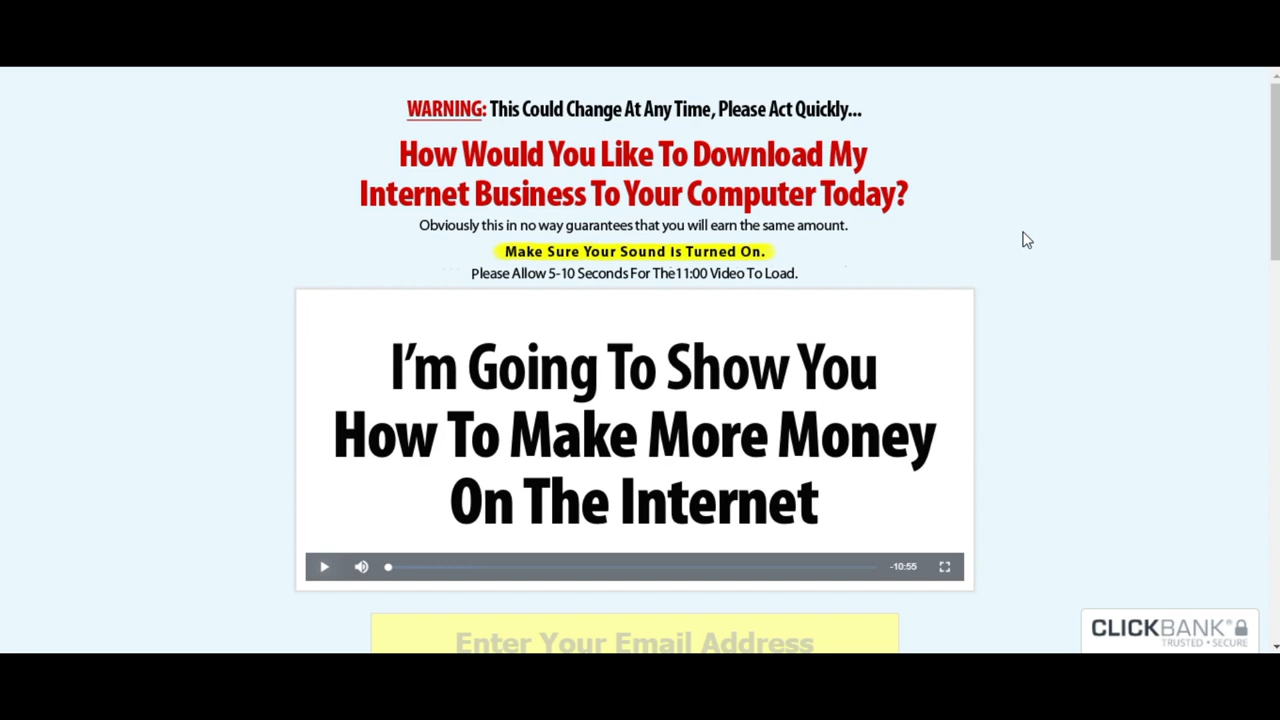 WARNING: This Could Change At Any Time, Please Act Quickly...
How Would You Like To Download My
Internet Business To Your Computer Today?
Obviously this in no way guarantees that you will earn the same amount.
Make Sure Your Sound is Turned On.
Please Allow 5-10 Seconds For The 11:00 Video To Load.
I'm Going To Show You
How To Make More Money
On The Internet
-10:55
Enter Your Email Address
CLICKBANK®
TRUSTED • SECURE